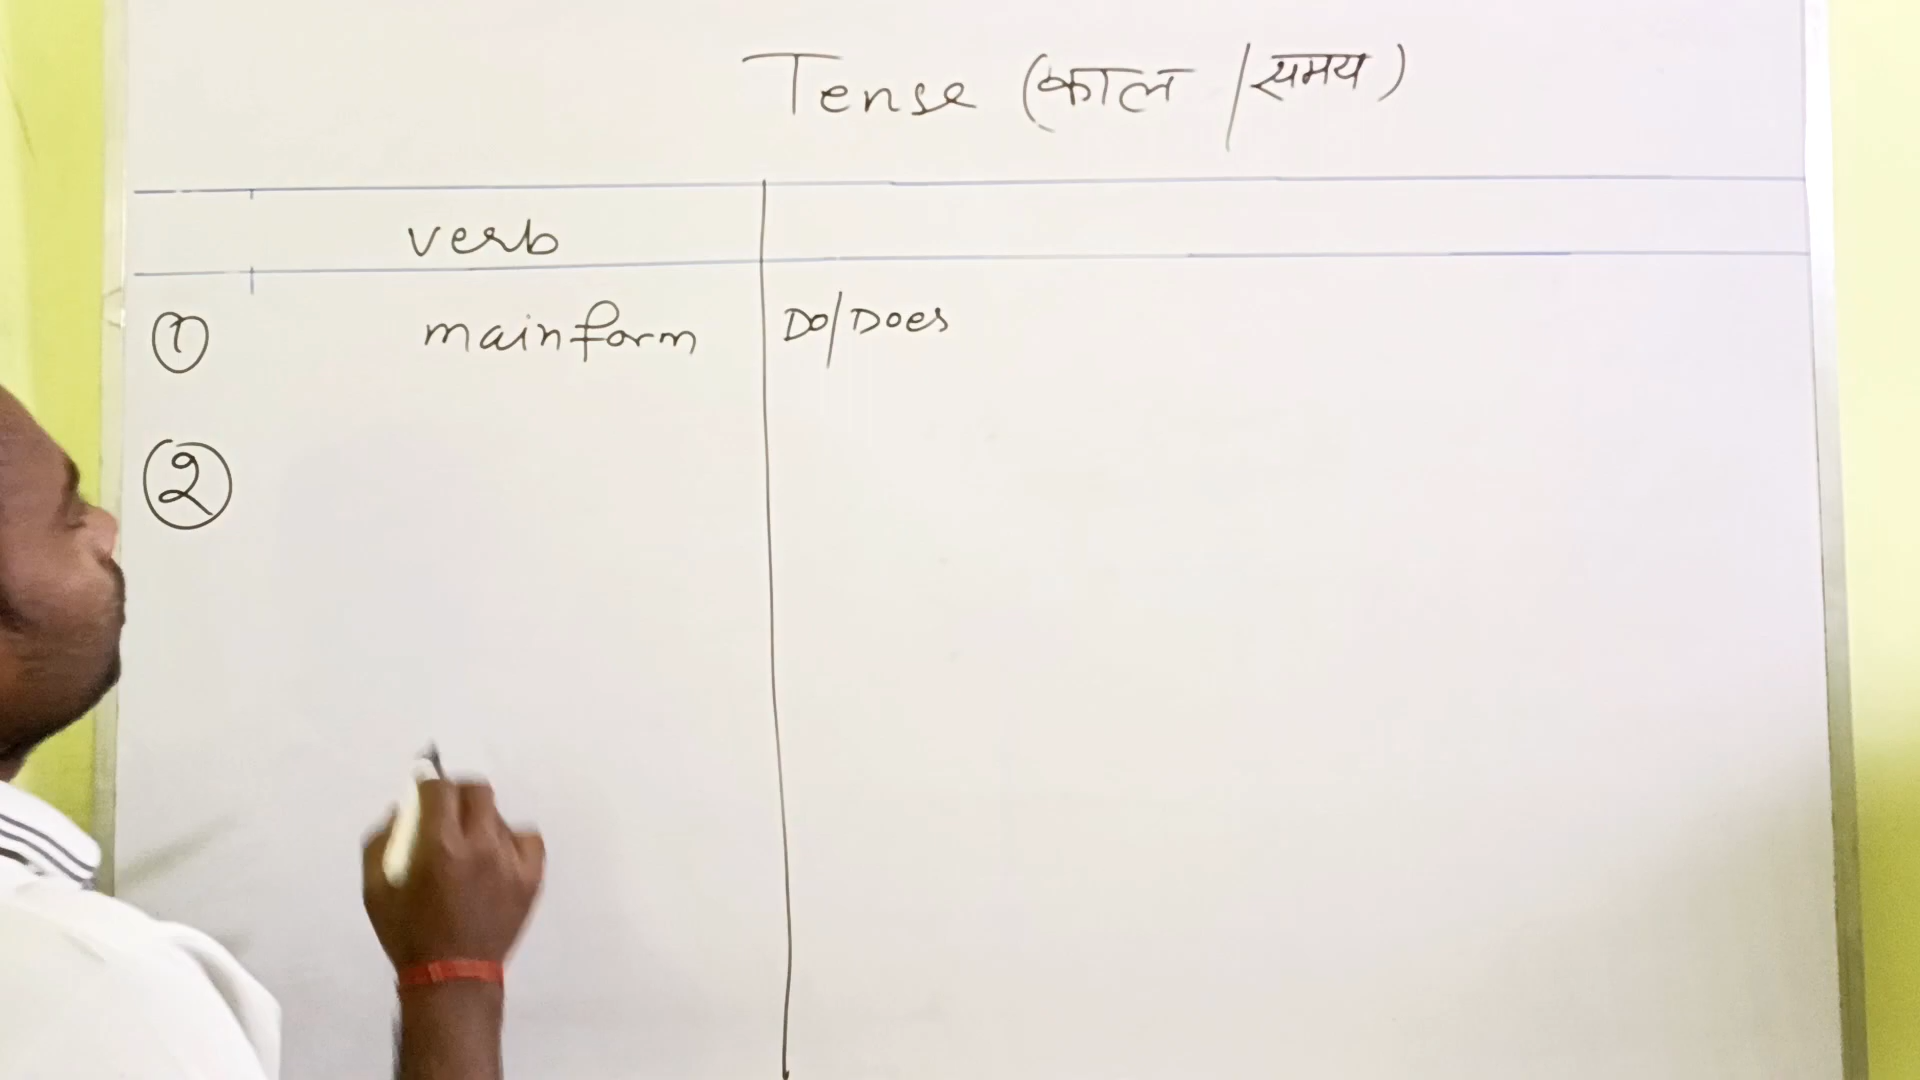 Tense (काल / समय)
verb
① mainform Do/Does
②